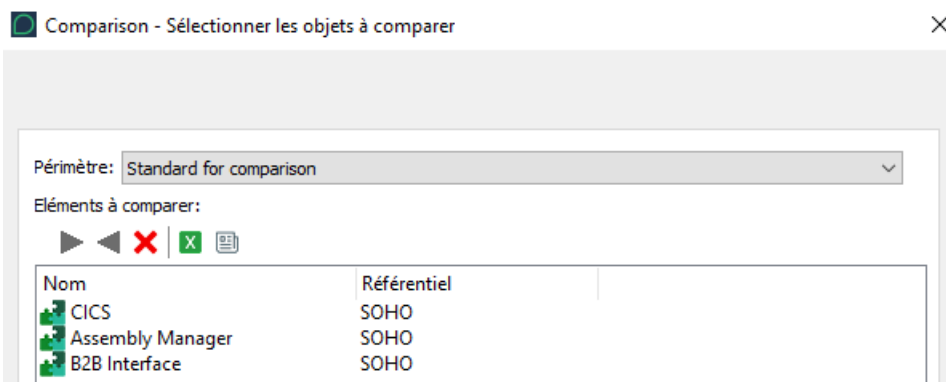 Comparison - Sélectionner les objets à comparer
Périmètre: Standard for comparison
Eléments à comparer:
Nom Référentiel
CICS SOHO
Assembly Manager SOHO
B2B Interface SOHO